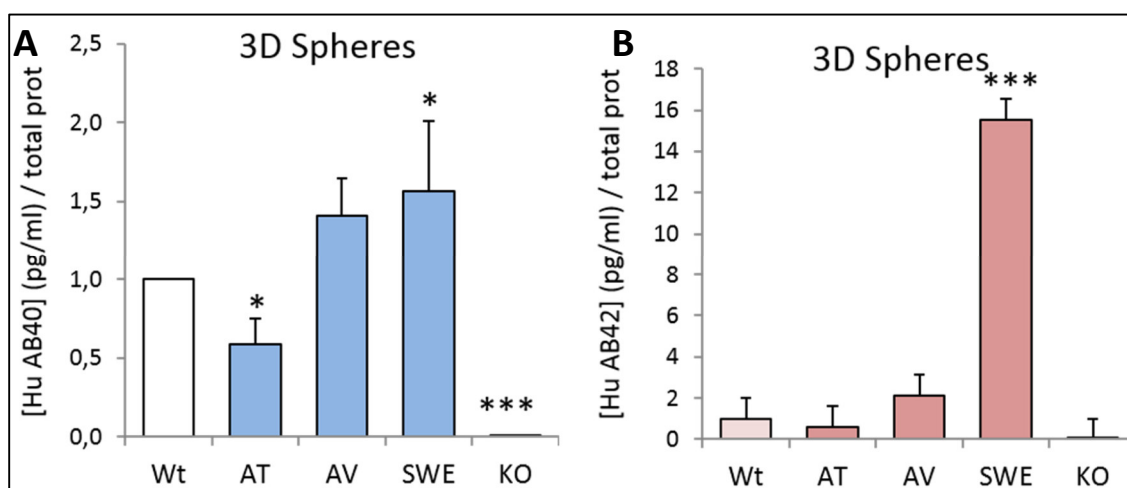 A
3D Spheres
[Hu AB40] (pg/ml) / total prot
2,5
2,0
1,5
1,0
0,5
0,0
*
*
***
Wt AT AV SWE KO
B
3D Spheres
[Hu AB42] (pg/ml) / total prot
18
16
14
12
10
8
6
4
2
0
***
Wt AT AV SWE KO